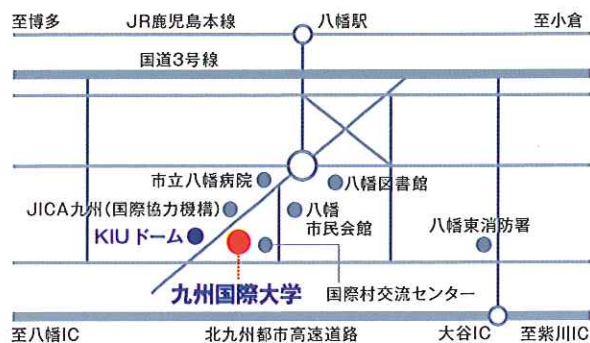 至博多
JR鹿児島本線
八幡駅
至小倉
国道3号線
市立八幡病院
八幡図書館
JICA九州(国際協力機構)
八幡
市民会館
KIUドーム
八幡東消防署
九州国際大学
国際村交流センター
至八幡IC
北九州都市高速道路
大谷IC
至紫川IC